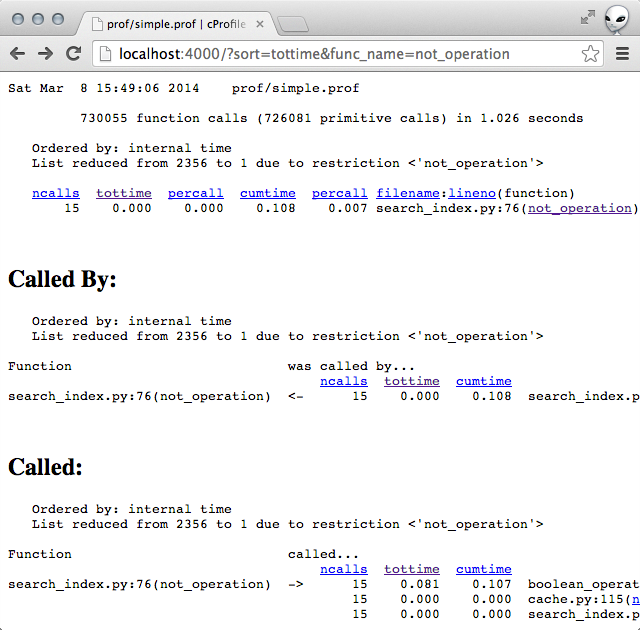 prof/simple.prof | cProfile
localhost:4000/?sort=tottime&func_name=not_operation
Sat Mar  8 15:49:06 2014    prof/simple.prof
730055 function calls (726081 primitive calls) in 1.026 seconds
Ordered by: internal time
List reduced from 2356 to 1 due to restriction <'not_operation'>
ncalls  tottime  percall  cumtime  percall filename:lineno(function)
15    0.000    0.000    0.108    0.007 search_index.py:76(not_operation)
Called By:
Ordered by: internal time
List reduced from 2356 to 1 due to restriction <'not_operation'>
Function                           was called by...
ncalls  tottime  cumtime
search_index.py:76(not_operation)  <-      15    0.000    0.108  search_index.p
Called:
Ordered by: internal time
List reduced from 2356 to 1 due to restriction <'not_operation'>
Function                           called...
ncalls  tottime  cumtime
search_index.py:76(not_operation)  ->      15    0.081    0.107  boolean_operat
15    0.000    0.000  cache.py:115(n
15    0.000    0.000  search_index.p